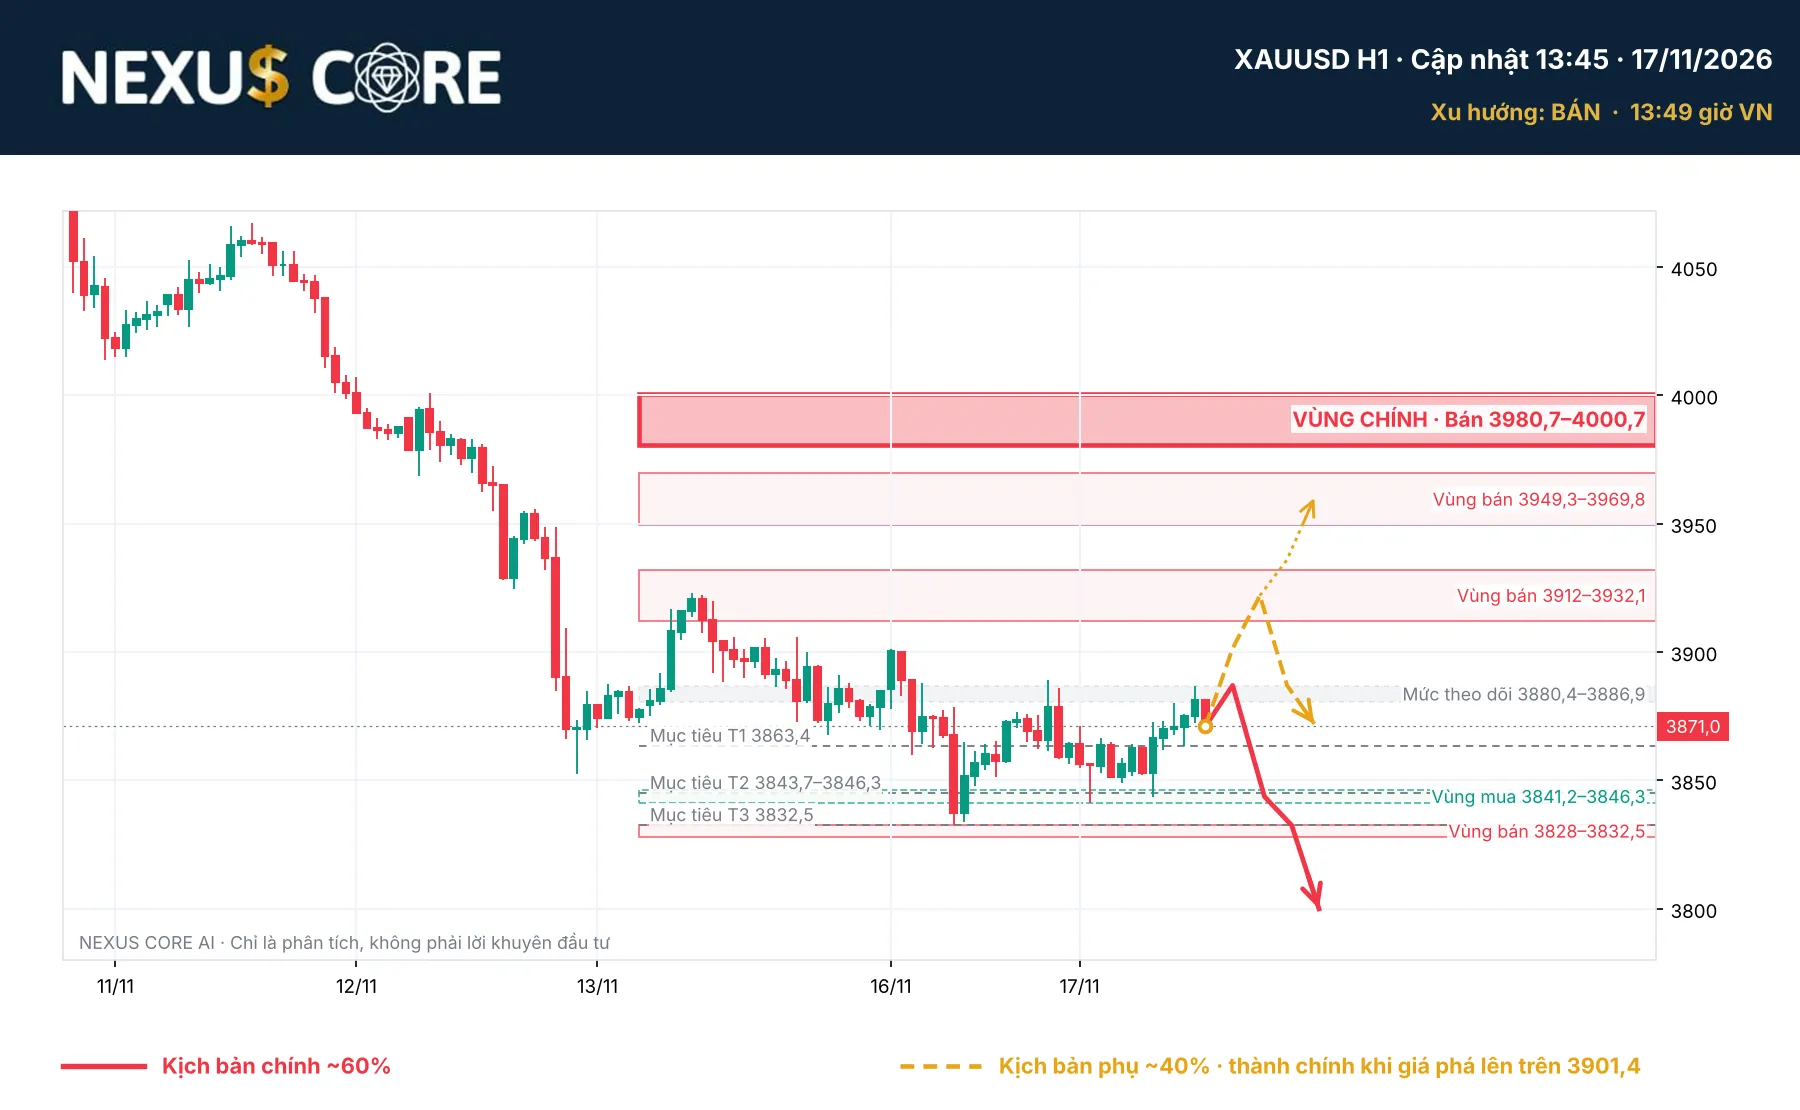 NEXU$ CORE
XAUUSD H1 · Cập nhật 13:45 · 17/11/2026
Xu hướng: BÁN · 13:49 giờ VN
4050
4000
VÙNG CHÍNH · Bán 3980,7–4000,7
Vùng bán 3949,3–3969,8
3950
Vùng bán 3912–3932,1
3900
Mức theo dõi 3880,4–3886,9
3871,0
Mục tiêu T1 3863,4
Mục tiêu T2 3843,7–3846,3
3850
Vùng mua 3841,2–3846,3
Mục tiêu T3 3832,5
Vùng bán 3828–3832,5
3800
NEXUS CORE AI · Chỉ là phân tích, không phải lời khuyên đầu tư
11/11
12/11
13/11
16/11
17/11
Kịch bản chính ~60%
Kịch bản phụ ~40% · thành chính khi giá phá lên trên 3901,4